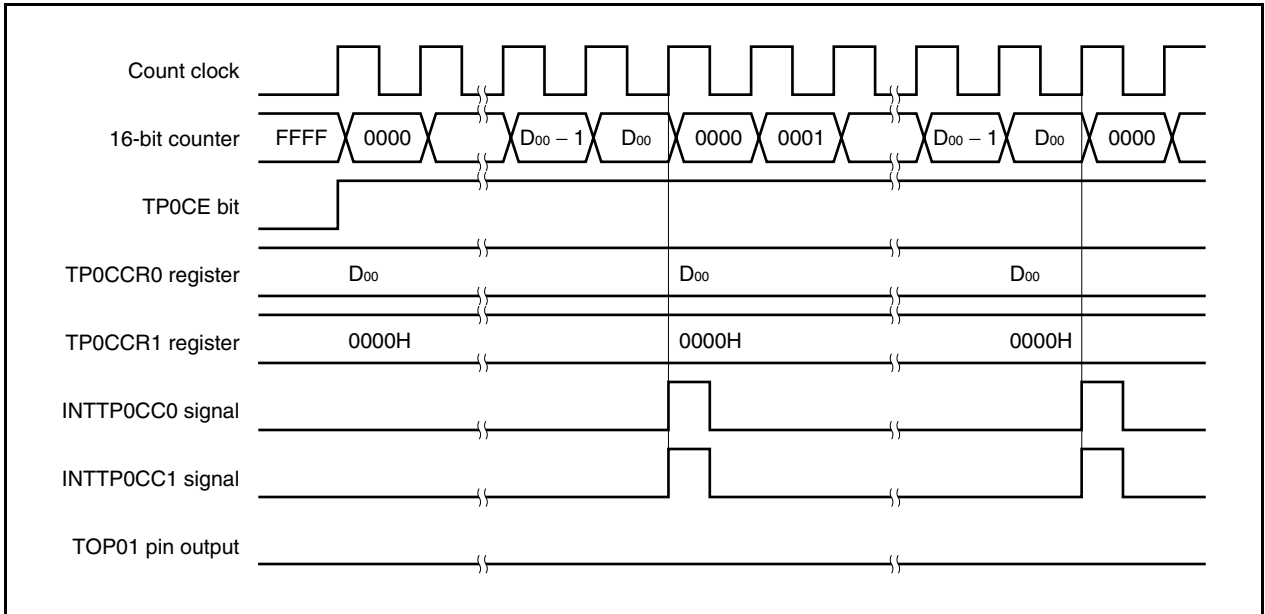 Count clock
16-bit counter FFFF 0000 D00 − 1 D00 0000 0001 D00 − 1 D00 0000
TP0CE bit
TP0CCR0 register D00 D00 D00
TP0CCR1 register 0000H 0000H 0000H
INTTP0CC0 signal
INTTP0CC1 signal
TOP01 pin output